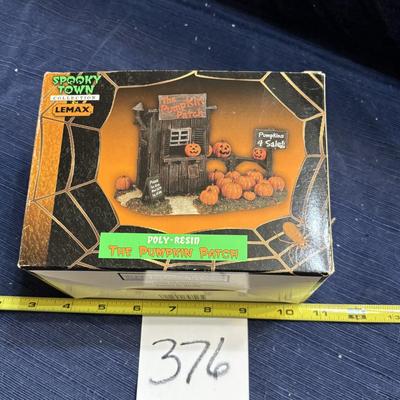 SPOOKY
TOWN
COLLECTION
LEMAX
The
Pumpkin
Patch
Pumpkins
4 Sale!
POLY-RESIN
THE PUMPKIN PATCH
3 4 5 6 7 8 9 10 11 12
376